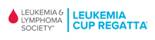 LEUKEMIA &
LYMPHOMA
SOCIETY®
LEUKEMIA
CUP REGATTA®